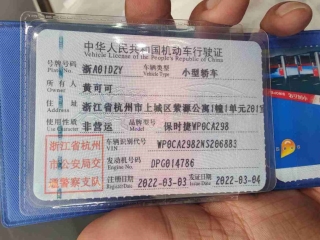 中华人民共和国机动车行驶证
Vehicle License of the People's Republic of China
号牌号码 浙A01DZY 车辆类型 小型轿车
Plate No. Vehicle Type
所有人 黄可可
Owner
住址 浙江省杭州市上城区紫源公寓1幢1单元201
Address
使用性质 非营运 品牌型号 保时捷WP0CA298
Use Character Model
浙江省杭州 车辆识别代号 WP0CA2982NS206883
VIN
市公安局交 发动机号码 DPG014786
Engine No.
通警察支队 注册日期 2022-03-03 发证日期 2022-03-04
Register Date Issue Date